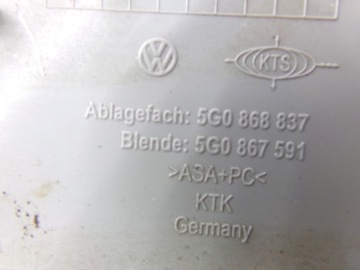 KTS
Ablagefach: 5G0 868 837
Blende: 5G0 867 591
>ASA+PC<
KTK
Germany